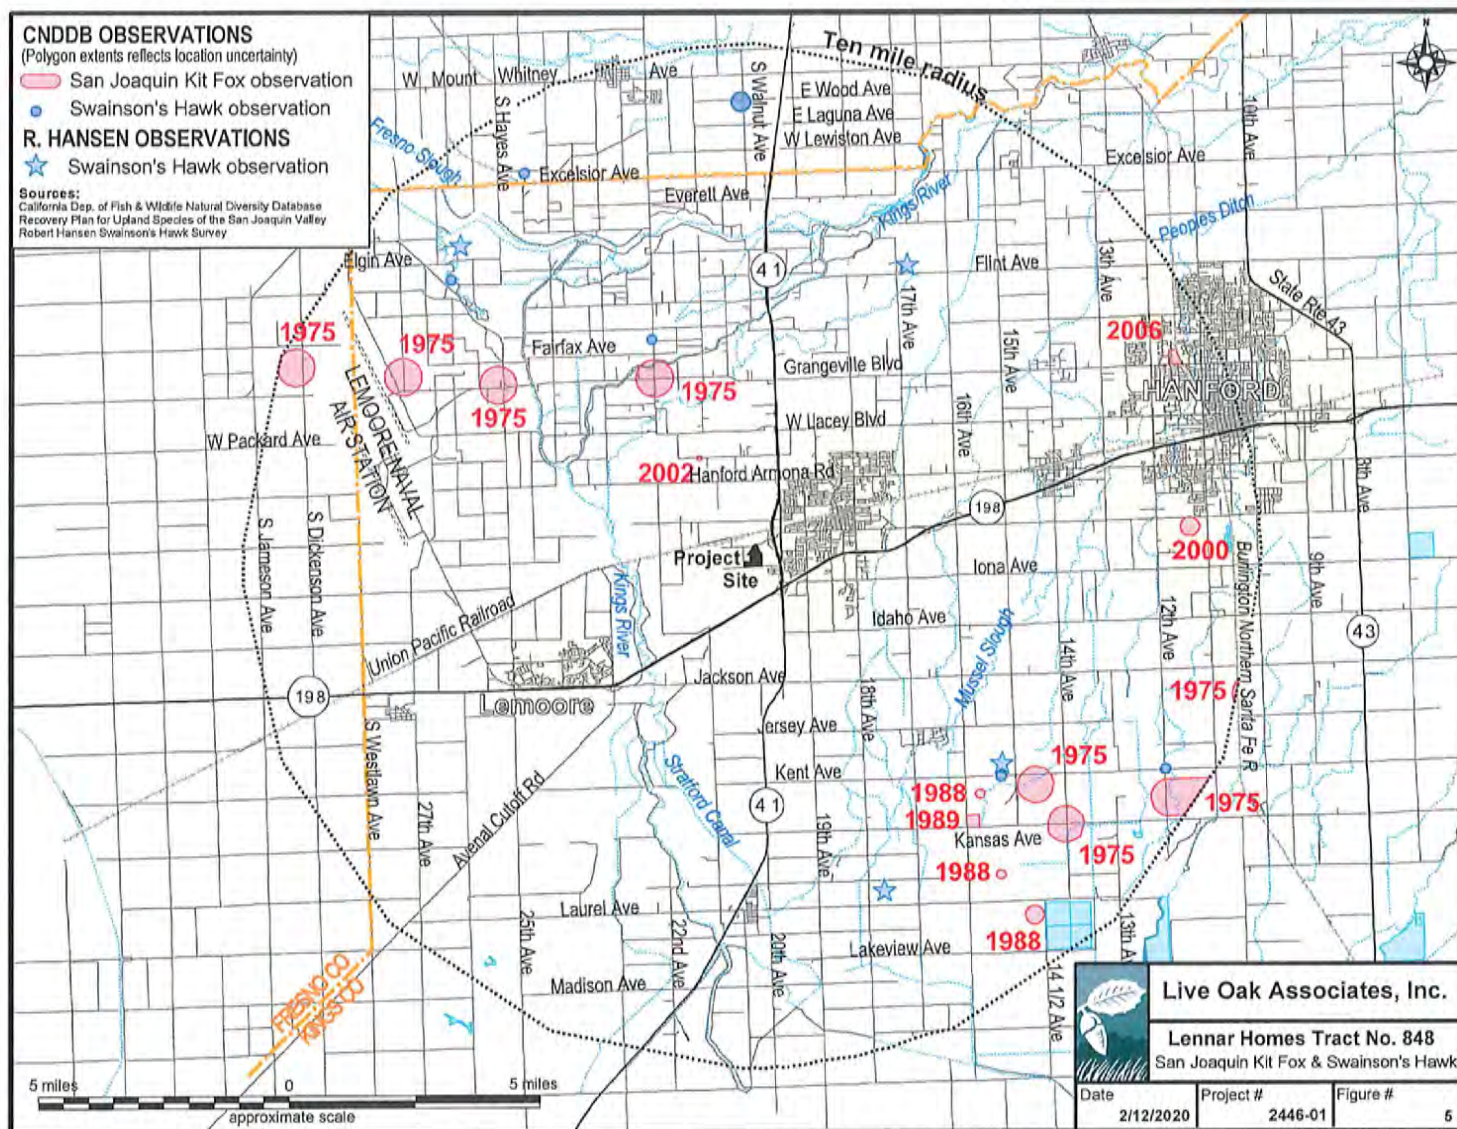 CNDDB OBSERVATIONS
(Polygon extents reflects location uncertainty)
San Joaquin Kit Fox observation
Swainson's Hawk observation
R. HANSEN OBSERVATIONS
Swainson's Hawk observation
Sources:
California Dep. of Fish & Wildlife Natural Diversity Database
Recovery Plan for Upland Species of the San Joaquin Valley
Robert Hansen Swainson's Hawk Survey
N
Ten mile radius
W. Mount Whitney Ave
S Walnut Ave
E Wood Ave
E Laguna Ave
W Lewiston Ave
S Hayes Ave
Fresno Slough
Excelsior Ave
Everett Ave
Excelsior Ave
10th Ave
Kings River
Peoples Ditch
Elgin Ave
41
17th Ave
Flint Ave
13th Ave
State Rte 43
1975
1975
Fairfax Ave
Grangeville Blvd
15th Ave
2006
1975
1975
HANFORD
W Packard Ave
LEMOORE NAVAL
AIR STATION
W Lacey Blvd
16th Ave
2002
Hanford Armona Rd
8th Ave
198
S Jameson Ave
S Dickenson Ave
Project
Site
Iona Ave
2000
Burlington Northern Santa Fe R
9th Ave
Union Pacific Railroad
Kings River
Idaho Ave
Mussel Slough
12th Ave
43
14th Ave
198
Lemoore
Jackson Ave
1975
S Westlawn Ave
18th Ave
Jersey Ave
Stratford Canal
Kent Ave
1975
27th Ave
Avenal Cutoff Rd
41
1988
1975
1989
19th Ave
Kansas Ave
1975
1988
Laurel Ave
25th Ave
22nd Ave
20th Ave
Lakeview Ave
1988
Madison Ave
14 1/2 Ave
FRESNO CO
KINGS CO
5 miles
0
5 miles
approximate scale
Live Oak Associates, Inc.
Lennar Homes Tract No. 848
San Joaquin Kit Fox & Swainson's Hawk
Date
2/12/2020
Project #
2446-01
Figure #
5